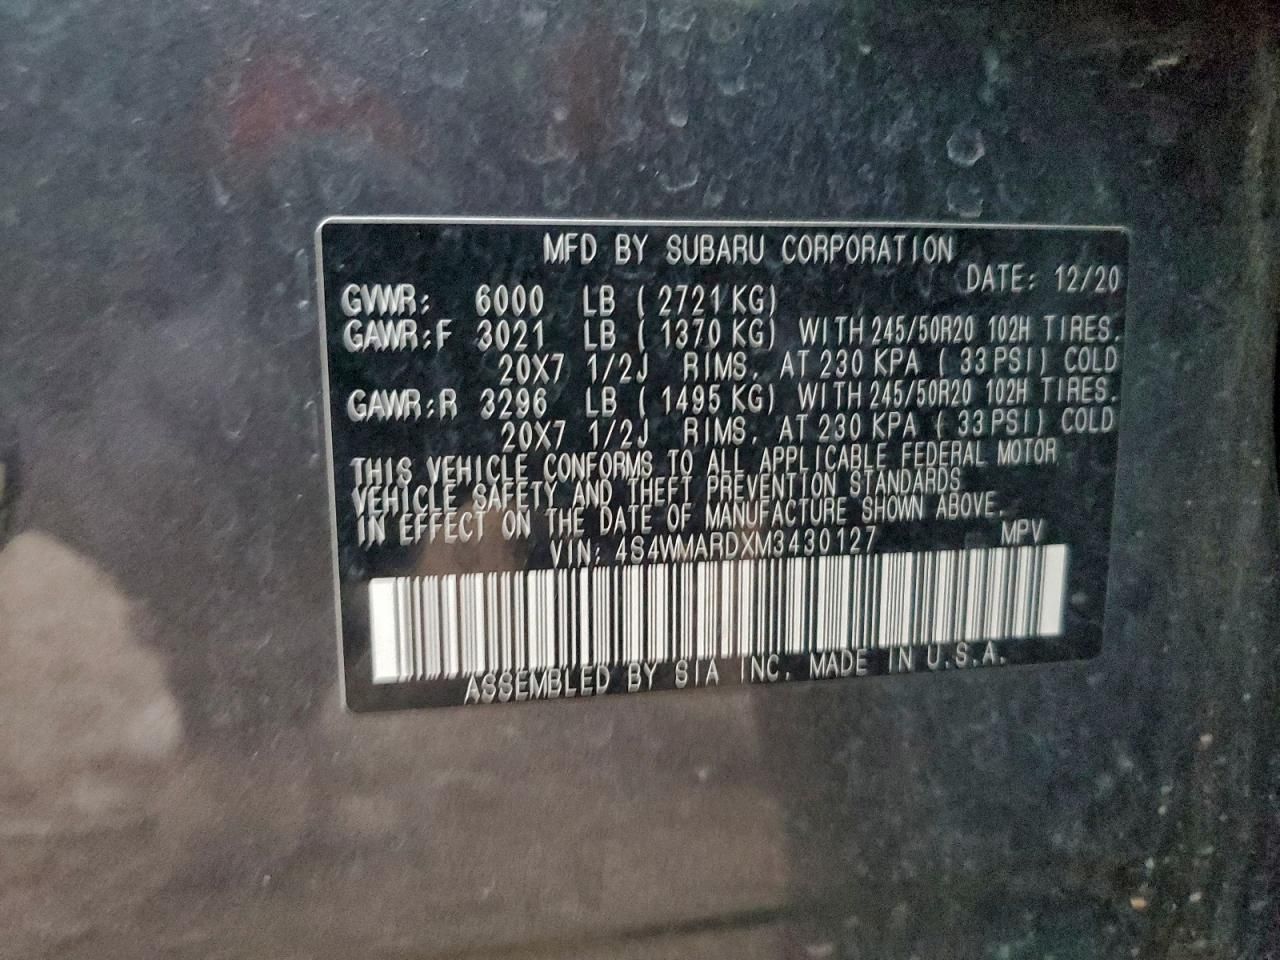 MFD BY SUBARU CORPORATION
DATE: 12/20
GVWR: 6000 LB ( 2721 KG)
GAWR:F 3021 LB ( 1370 KG) WITH 245/50R20 102H TIRES.
20X7 1/2J RIMS. AT 230 KPA ( 33 PSI) COLD
GAWR:R 3296 LB ( 1495 KG) WITH 245/50R20 102H TIRES.
20X7 1/2J RIMS. AT 230 KPA ( 33 PSI) COLD
THIS VEHICLE CONFORMS TO ALL APPLICABLE FEDERAL MOTOR
VEHICLE SAFETY AND THEFT PREVENTION STANDARDS
IN EFFECT ON THE DATE OF MANUFACTURE SHOWN ABOVE.
VIN: 4S4WMARDXM3430127 MPV
ASSEMBLED BY SIA INC. MADE IN U.S.A.